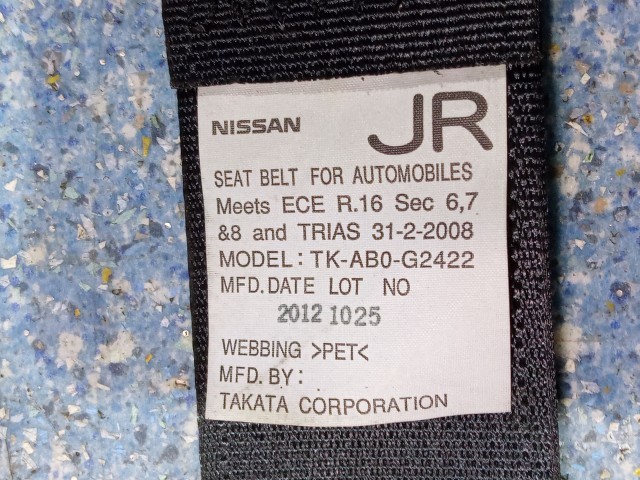 NISSAN JR
SEAT BELT FOR AUTOMOBILES
Meets ECE R.16 Sec 6,7
&8 and TRIAS 31-2-2008
MODEL: TK-AB0-G2422
MFD.DATE LOT NO
2012 1025
WEBBING >PET<
MFD.BY:
TAKATA CORPORATION